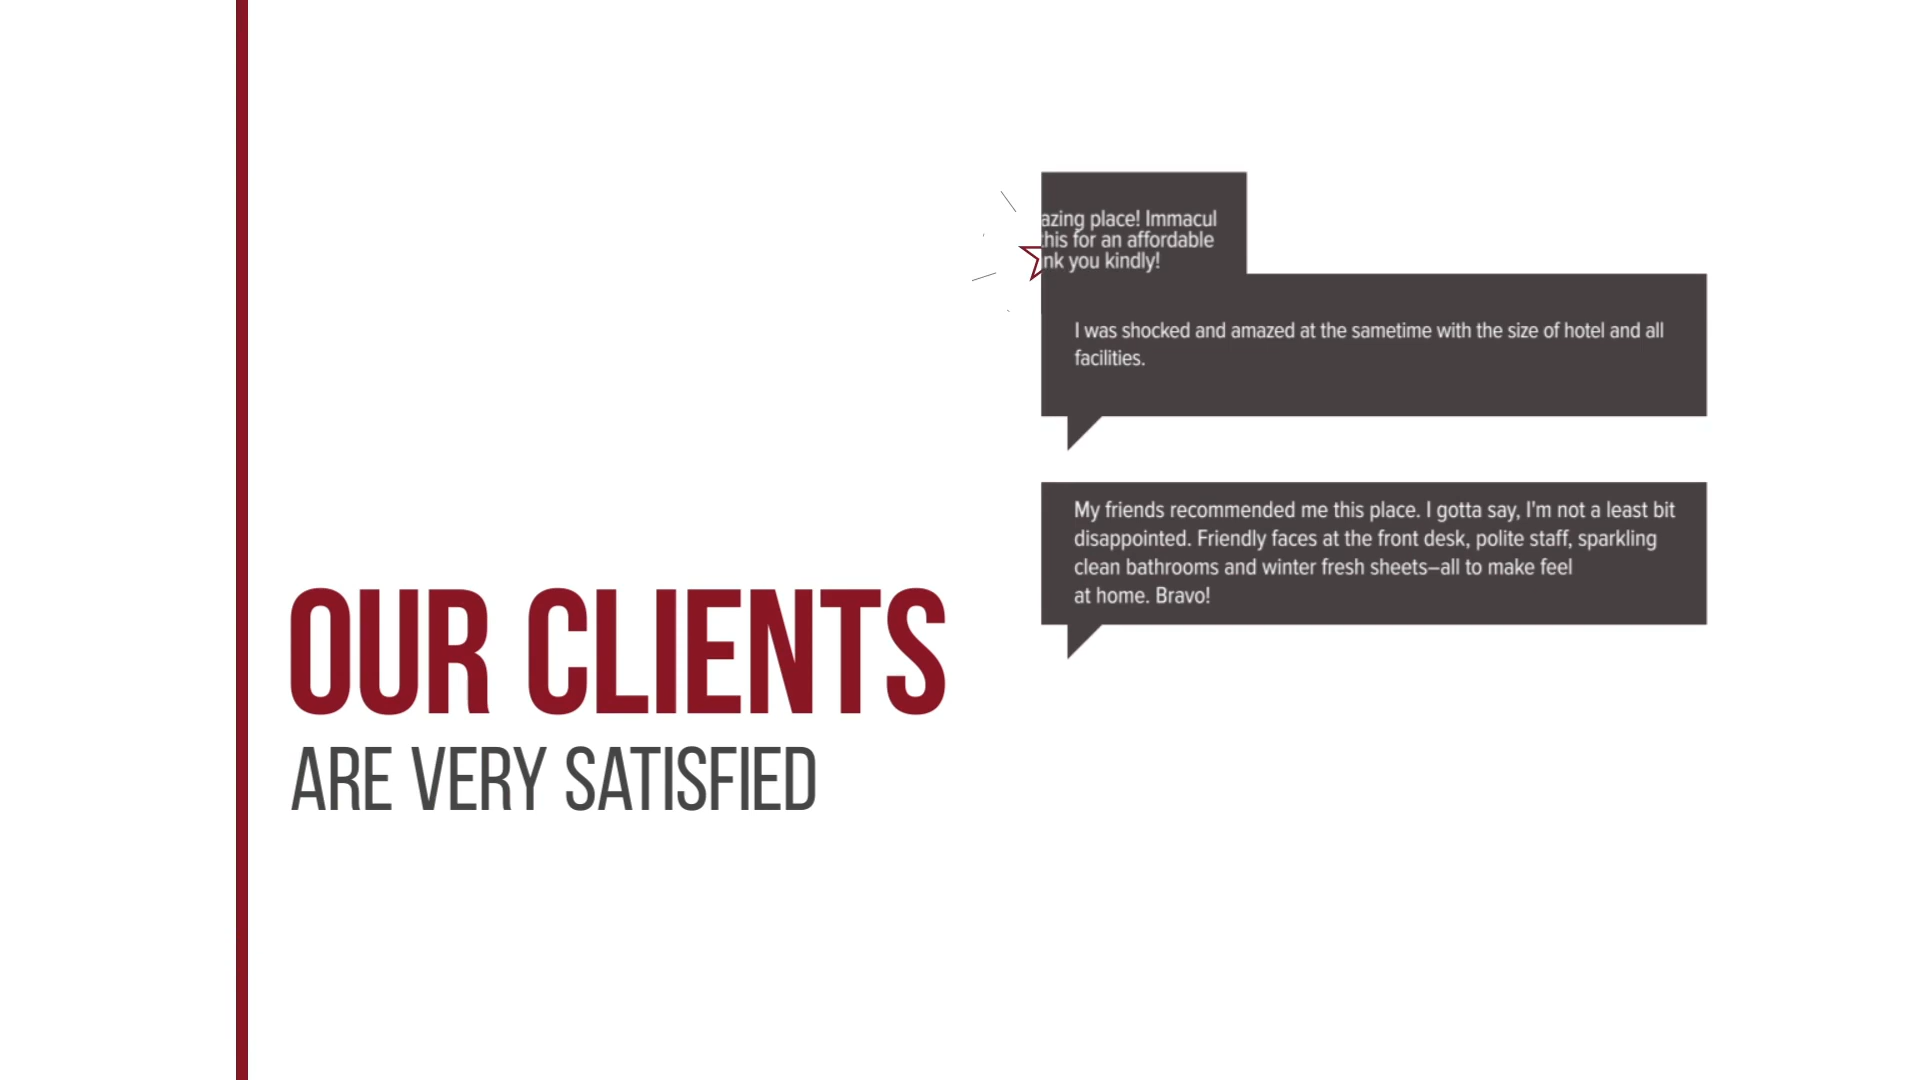 OUR CLIENTS
ARE VERY SATISFIED
place! Immacul
for an affordable
you kindly!
I was shocked and amazed at the sametime with the size of hotel and all
facilities.
My friends recommended me this place. I gotta say, I'm not a least bit
disappointed. Friendly faces at the front desk, polite staff, sparkling
clean bathrooms and winter fresh sheets–all to make feel
at home. Bravo!